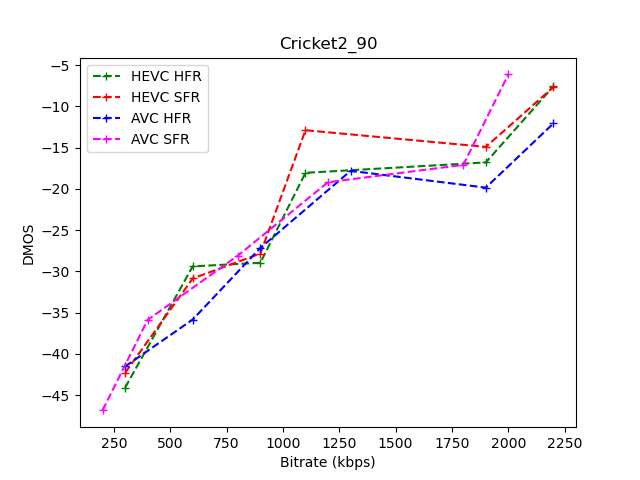 Cricket2_90
HEVC HFR
HEVC SFR
AVC HFR
AVC SFR
DMOS
−5
−10
−15
−20
−25
−30
−35
−40
−45
250 500 750 1000 1250 1500 1750 2000 2250
Bitrate (kbps)